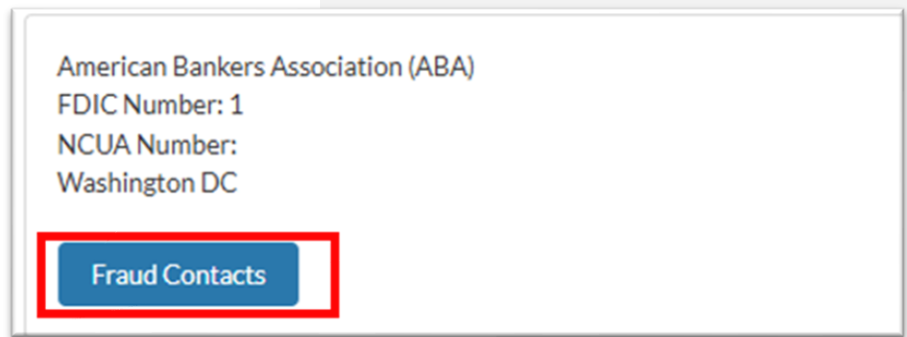 American Bankers Association (ABA)
FDIC Number: 1
NCUA Number:
Washington DC
Fraud Contacts